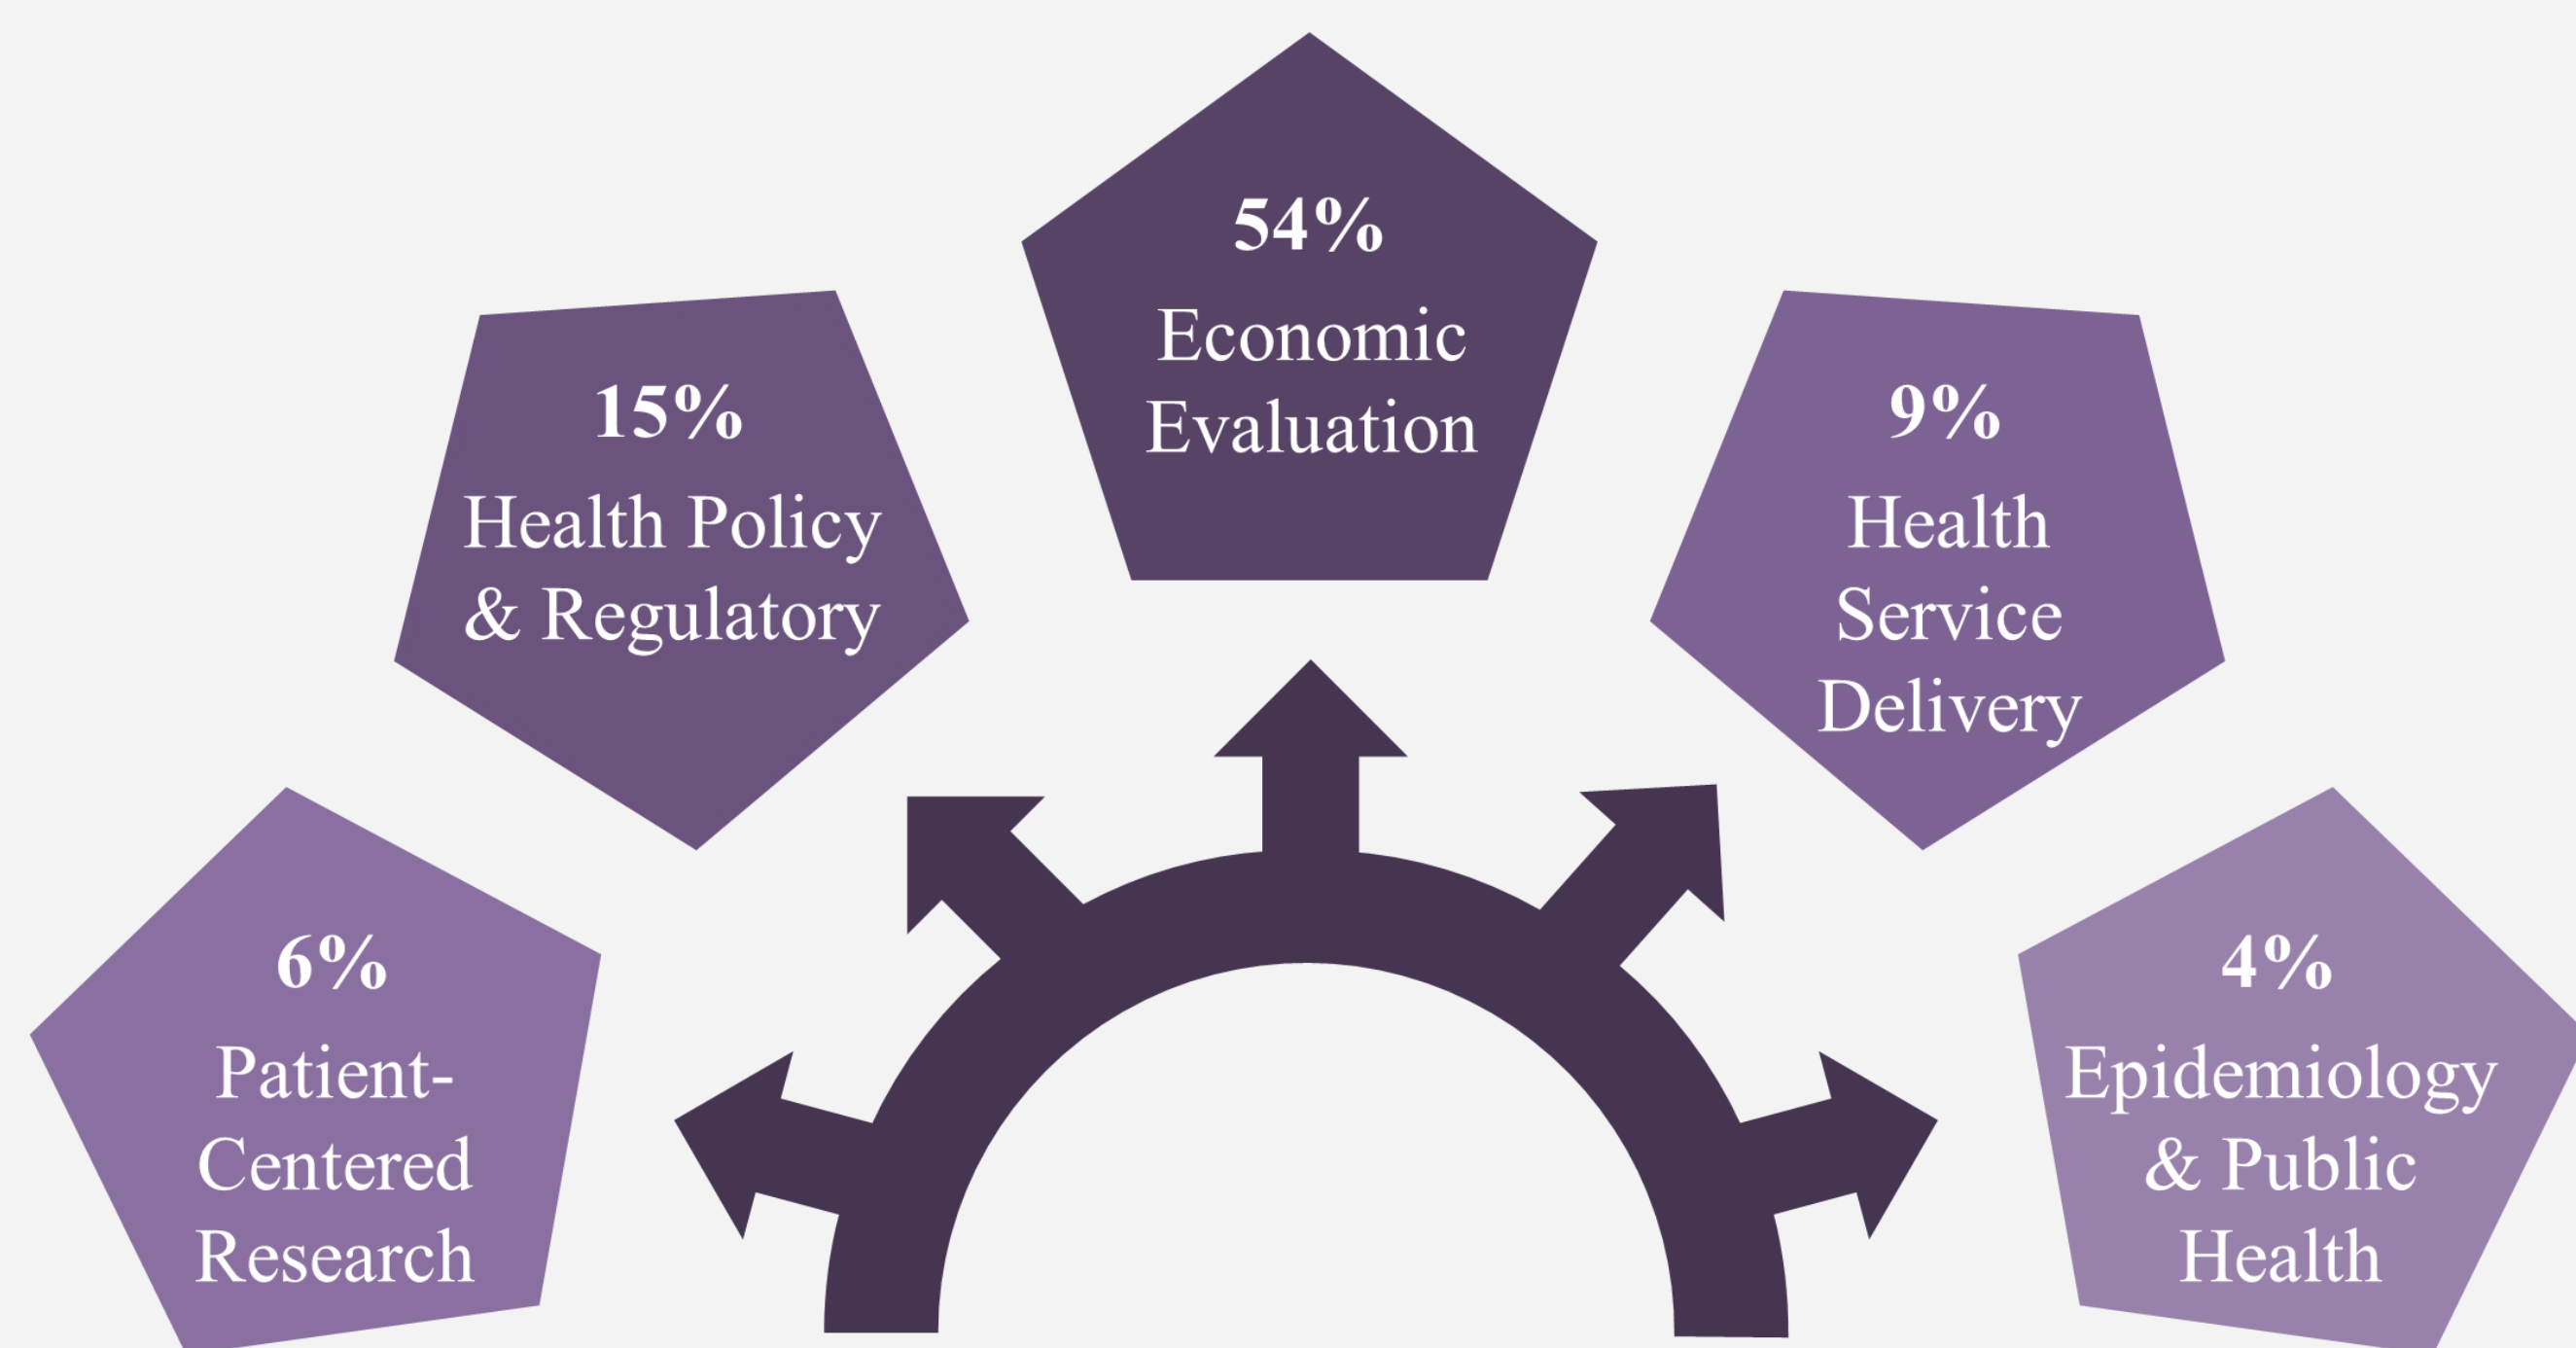 54%
Economic
Evaluation
15%
Health Policy
& Regulatory
9%
Health
Service
Delivery
6%
Patient-
Centered
Research
4%
Epidemiology
& Public
Health